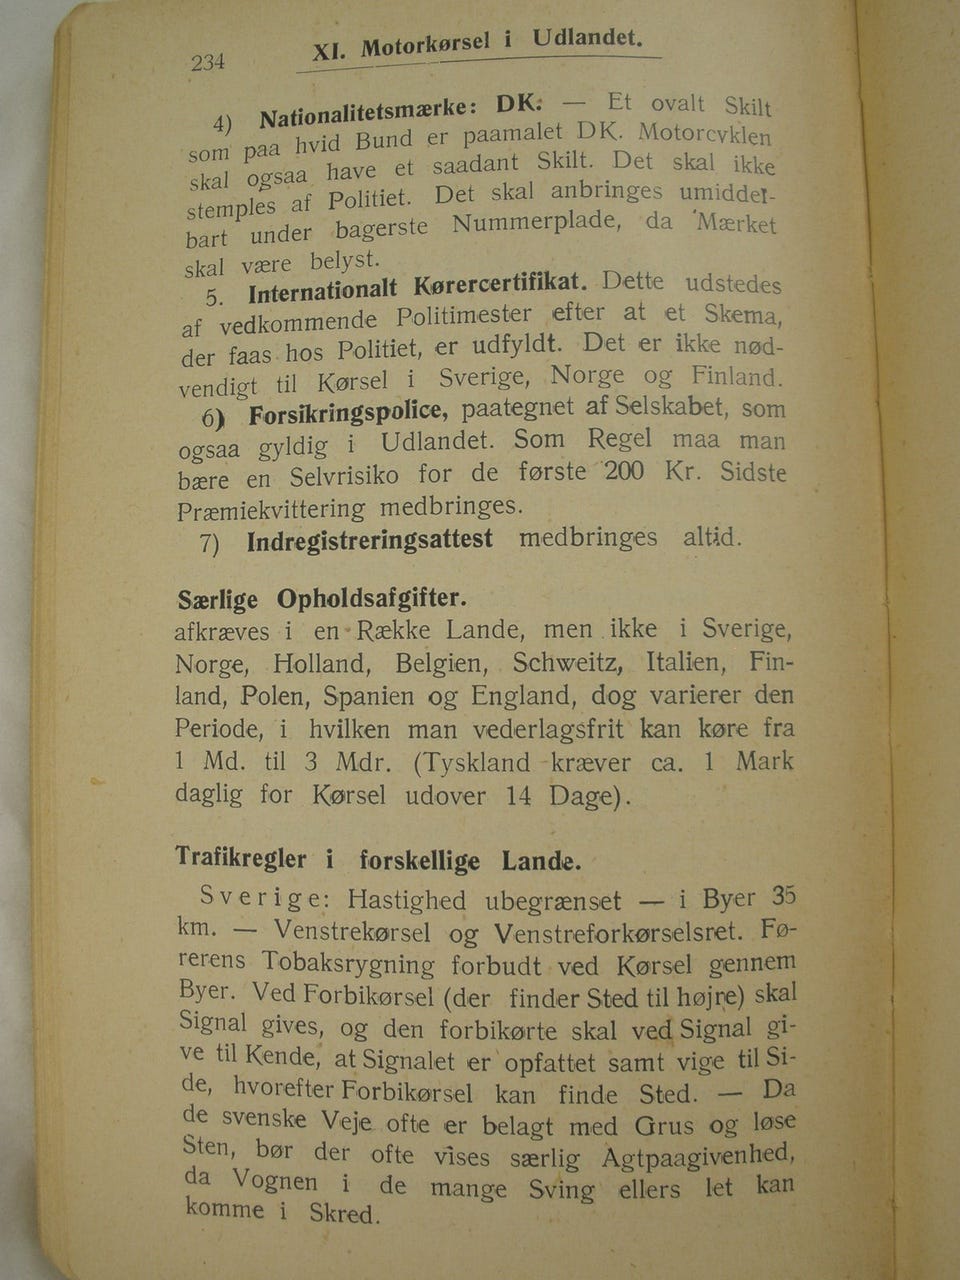 234
XI. Motorkørsel i Udlandet.
4) Nationalitetsmærke: DK: — Et ovalt Skilt
som paa hvid Bund er paamalet DK. Motorcyklen
skal ogsaa have et saadant Skilt. Det skal ikke
stemples af Politiet. Det skal anbringes umiddel-
bart under bagerste Nummerplade, da Mærket
skal være belyst.
5. Internationalt Kørercertifikat. Dette udstedes
af vedkommende Politimester efter at et Skema,
der faas hos Politiet, er udfyldt. Det er ikke nød-
vendigt til Kørsel i Sverige, Norge og Finland.
6) Forsikringspolice, paategnet af Selskabet, som
ogsaa gyldig i Udlandet. Som Regel maa man
bære en Selvrisiko for de første 200 Kr. Sidste
Præmiekvittering medbringes.
7) Indregistreringsattest medbringes altid.
Særlige Opholdsafgifter.
afkræves i en Række Lande, men ikke i Sverige,
Norge, Holland, Belgien, Schweitz, Italien, Fin-
land, Polen, Spanien og England, dog varierer den
Periode, i hvilken man vederlagsfrit kan køre fra
1 Md. til 3 Mdr. (Tyskland kræver ca. 1 Mark
daglig for Kørsel udover 14 Dage).
Trafikregler i forskellige Lande.
Sverige: Hastighed ubegrænset — i Byer 35
km. — Venstrekørsel og Venstreforkørselsret. Fø-
rerens Tobaksrygning forbudt ved Kørsel gennem
Byer. Ved Forbikørsel (der finder Sted til højre) skal
Signal gives, og den forbikørte skal ved Signal gi-
ve til Kende, at Signalet er opfattet samt vige til Si-
de, hvorefter Forbikørsel kan finde Sted. — Da
de svenske Veje ofte er belagt med Grus og løse
Sten, bør der ofte vises særlig Agtpaagivenhed,
da Vognen i de mange Sving ellers let kan
komme i Skred.